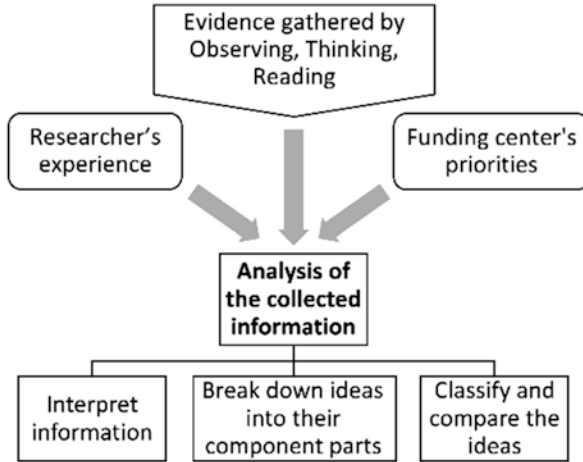 Evidence gathered by
Observing, Thinking,
Reading
Researcher’s
experience
Funding center's
priorities
Analysis of
the collected
information
Interpret
information
Break down ideas
into their
component parts
Classify and
compare the
ideas